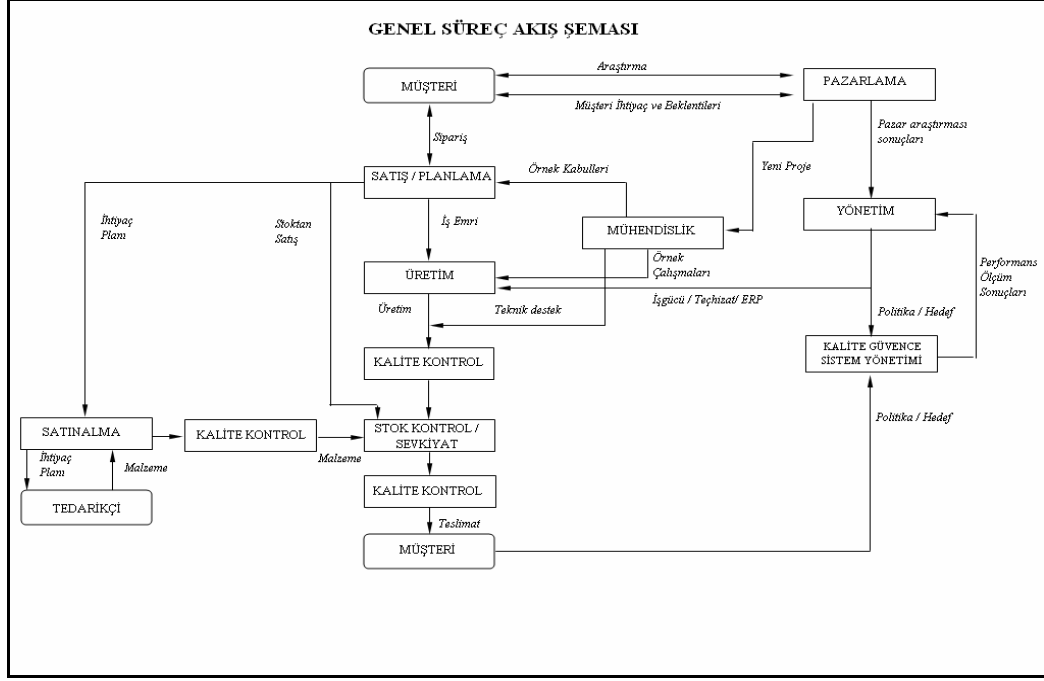 GENEL SÜREÇ AKIŞ ŞEMASI
MÜŞTERİ
Araştırma
PAZARLAMA
Müşteri İhtiyaç ve Beklentileri
Sipariş
Pazar araştırması
sonuçları
Yeni Proje
Örnek Kabulleri
SATIŞ / PLANLAMA
İhtiyaç
Planı
Stoktan
Satış
İş Emri
MÜHENDİSLİK
YÖNETİM
Örnek
Çalışmaları
Performans
Ölçüm
Sonuçları
ÜRETİM
İşgücü / Teçhizat/ ERP
Üretim
Teknik destek
Politika / Hedef
KALİTE GÜVENCE
SİSTEM YÖNETİMİ
KALİTE KONTROL
Politika / Hedef
SATINALMA
KALİTE KONTROL
STOK KONTROL /
SEVKİYAT
Malzeme
İhtiyaç
Planı
Malzeme
KALİTE KONTROL
TEDARİKÇİ
Teslimat
MÜŞTERİ